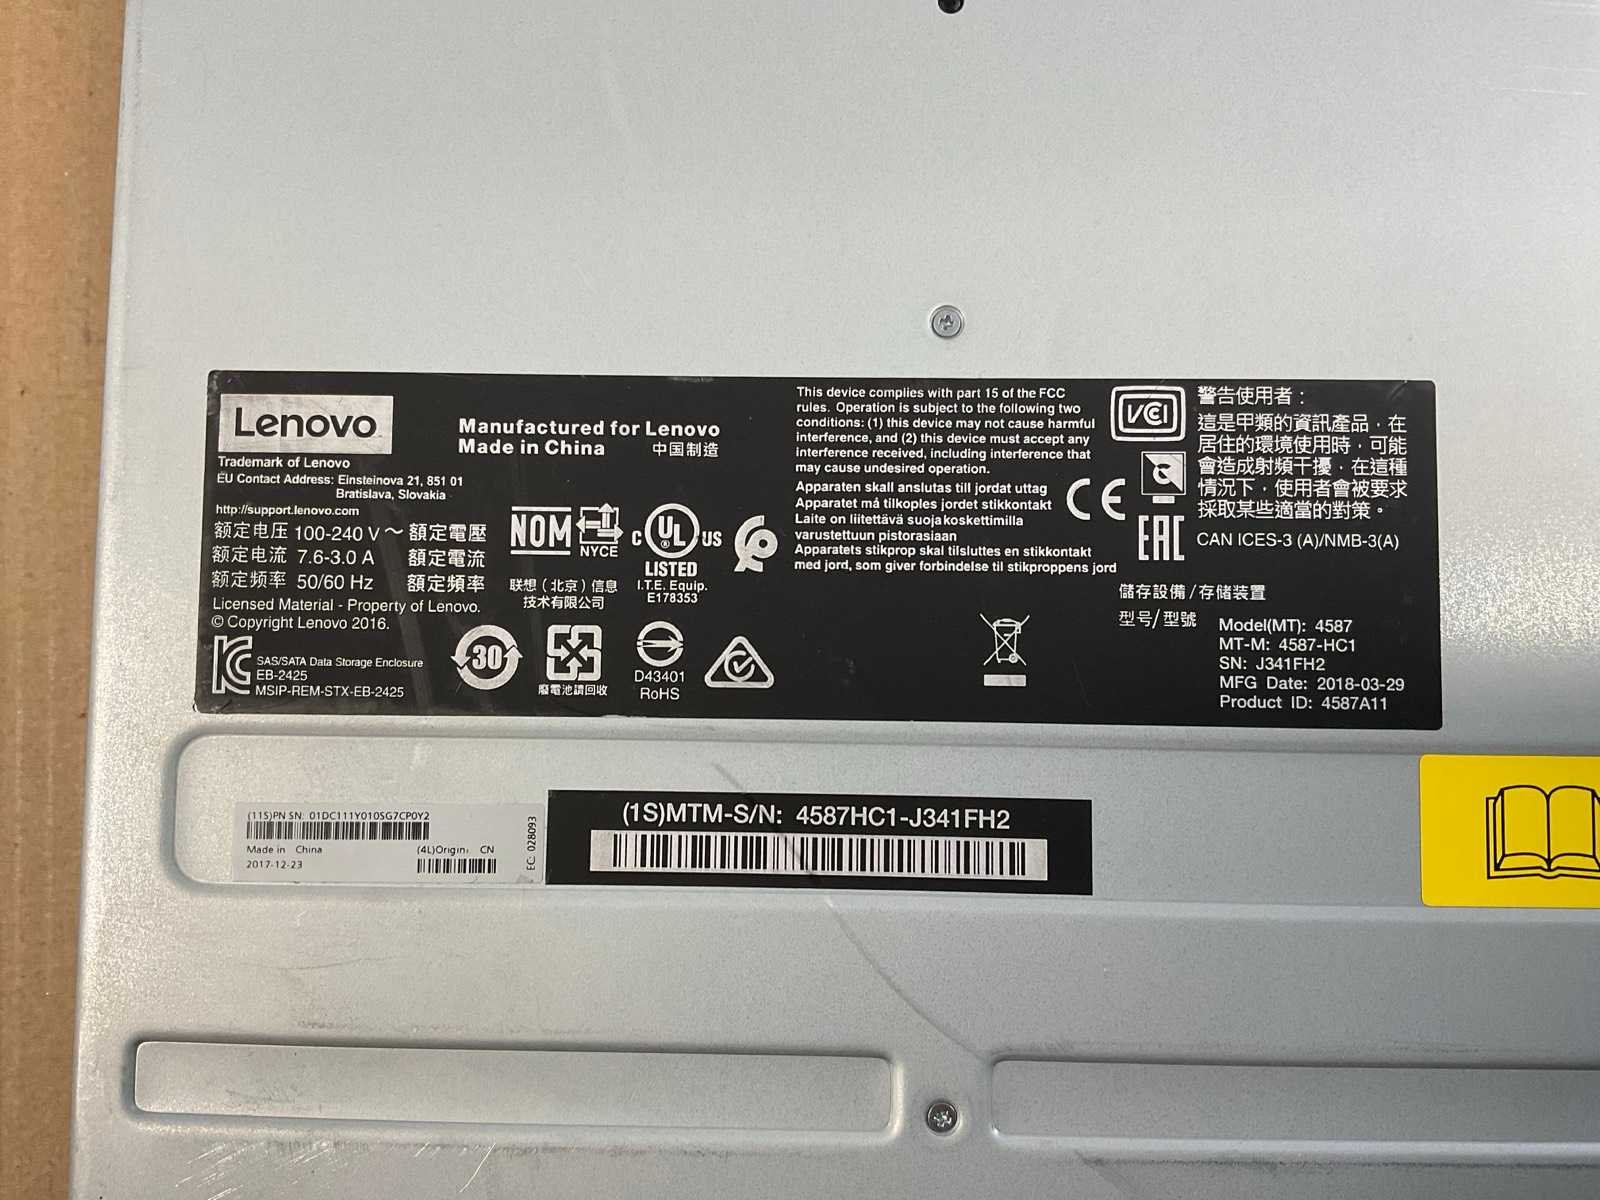 Lenovo
Trademark of Lenovo
EU Contact Address: Einsteinova 21, 851 01
Bratislava, Slovakia
http://support.lenovo.com
额定电压 100-240 V ～ 額定電壓
额定电流 7.6-3.0 A 額定電流
额定频率 50/60 Hz 額定頻率
Licensed Material - Property of Lenovo.
© Copyright Lenovo 2016.
SAS/SATA Data Storage Enclosure
EB-2425
MSIP-REM-STX-EB-2425
Manufactured for Lenovo
Made in China 中国制造
NOM
NYCE
联想（北京）信息
技术有限公司
C UL US
LISTED
I.T.E. Equip.
E178353
30
廢電池請回收
D43401
RoHS
This device complies with part 15 of the FCC
rules. Operation is subject to the following two
conditions: (1) this device may not cause harmful
interference, and (2) this device must accept any
interference received, including interference that
may cause undesired operation.
Apparaten skall anslutas till jordat uttag
Apparatet må tilkoples jordet stikkontakt
Laite on liitettävä suojakoskettimilla
varustettuun pistorasiaan
Apparatets stikprop skal tilsluttes en stikkontakt
med jord, som giver forbindelse til stikproppens jord
CE
VCI
EAC
警告使用者：
這是甲類的資訊產品，在
居住的環境使用時，可能
會造成射頻干擾，在這種
情況下，使用者會被要求
採取某些適當的對策。
CAN ICES-3 (A)/NMB-3(A)
儲存設備/存储装置
型号/型號
Model(MT): 4587
MT-M: 4587-HC1
SN: J341FH2
MFG Date: 2018-03-29
Product ID: 4587A11
(11S)PN SN: 01DC111Y010SG7CP0Y2
Made in China
(4L)Origin: CN
2017-12-23
EC: 028093
(1S)MTM-S/N: 4587HC1-J341FH2